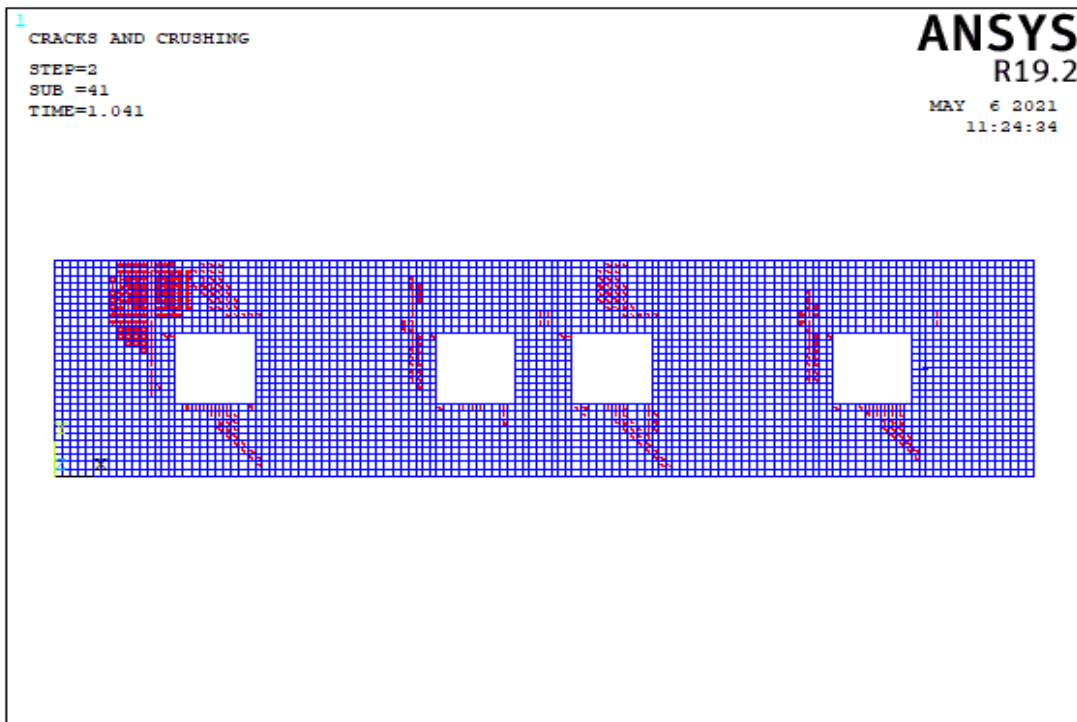 1
CRACKS AND CRUSHING
STEP=2
SUB =41
TIME=1.041
ANSYS
R19.2
MAY  6 2021
11:24:34
Y
Z X